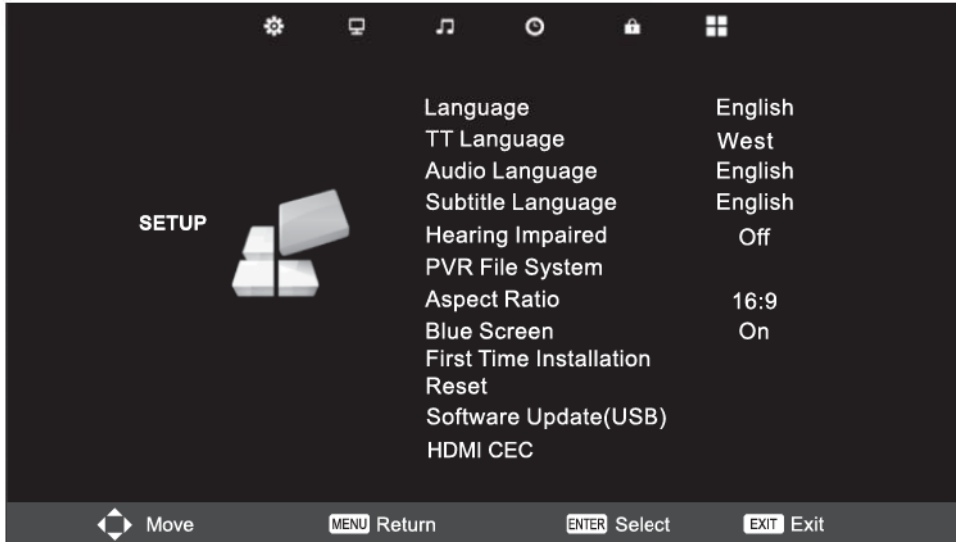 Language English
TT Language West
Audio Language English
Subtitle Language English
SETUP
Hearing Impaired Off
PVR File System
Aspect Ratio 16:9
Blue Screen On
First Time Installation
Reset
Software Update(USB)
HDMI CEC
Move MENU Return ENTER Select EXIT Exit